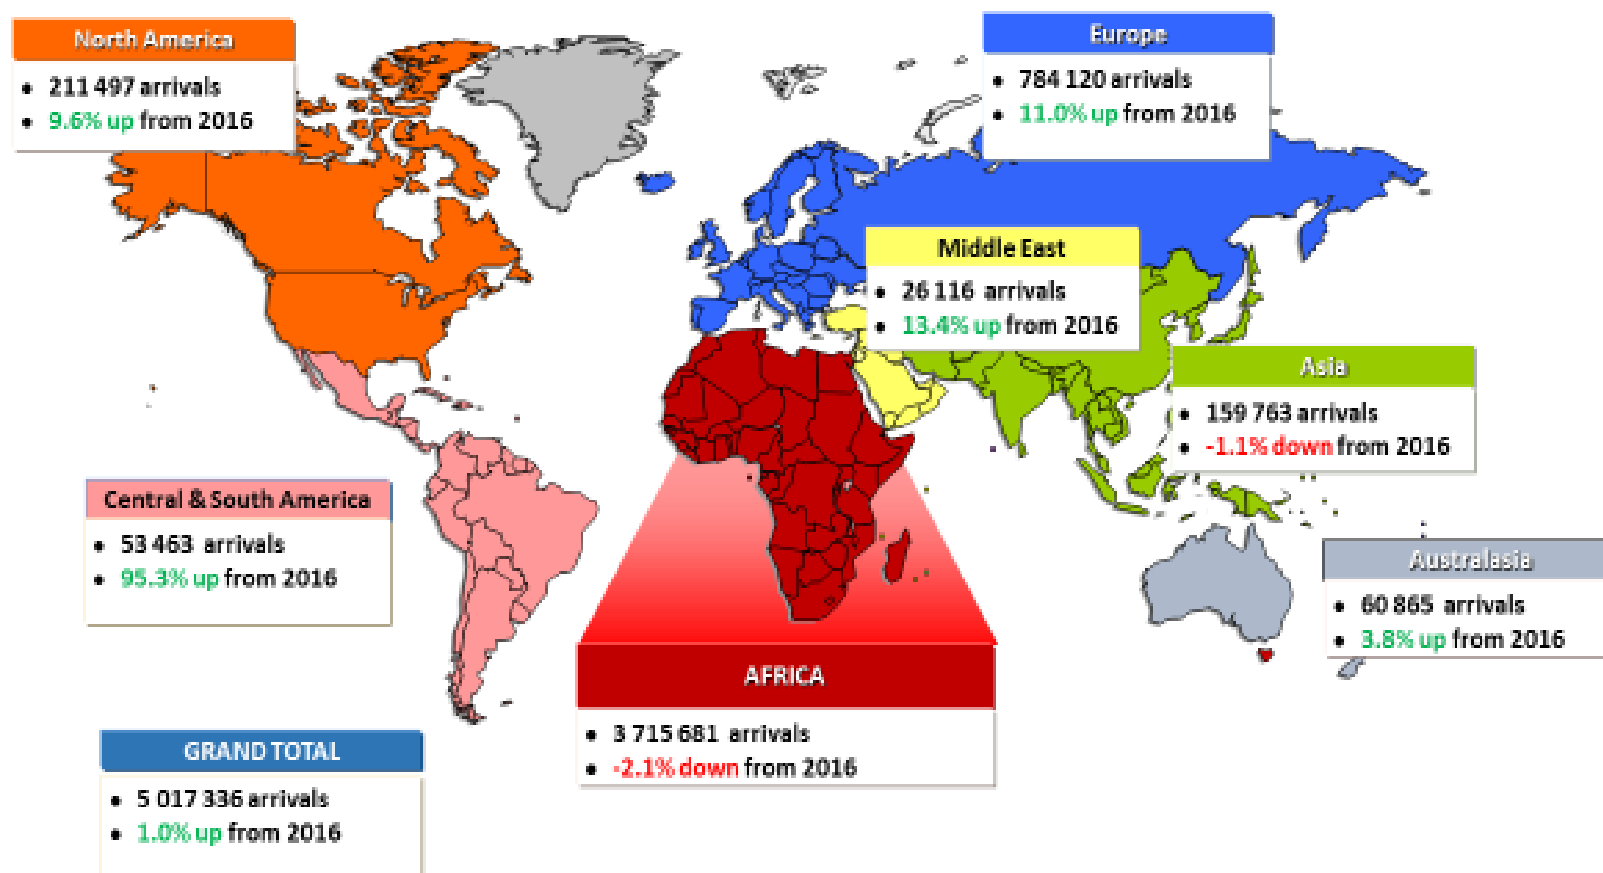 North America
• 211 497 arrivals
• 9.6% up from 2016
Europe
• 784 120 arrivals
• 11.0% up from 2016
Middle East
• 26 116 arrivals
• 13.4% up from 2016
Asia
• 159 763 arrivals
• -1.1% down from 2016
Central & South America
• 53 463 arrivals
• 95.3% up from 2016
Australasia
• 60 865 arrivals
• 3.8% up from 2016
AFRICA
• 3 715 681 arrivals
• -2.1% down from 2016
GRAND TOTAL
• 5 017 336 arrivals
• 1.0% up from 2016